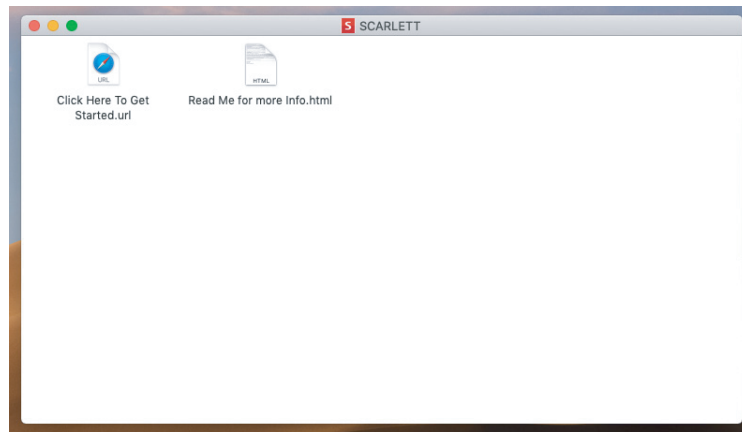 S SCARLETT
URL
HTML
Click Here To Get
Started.url
Read Me for more Info.html